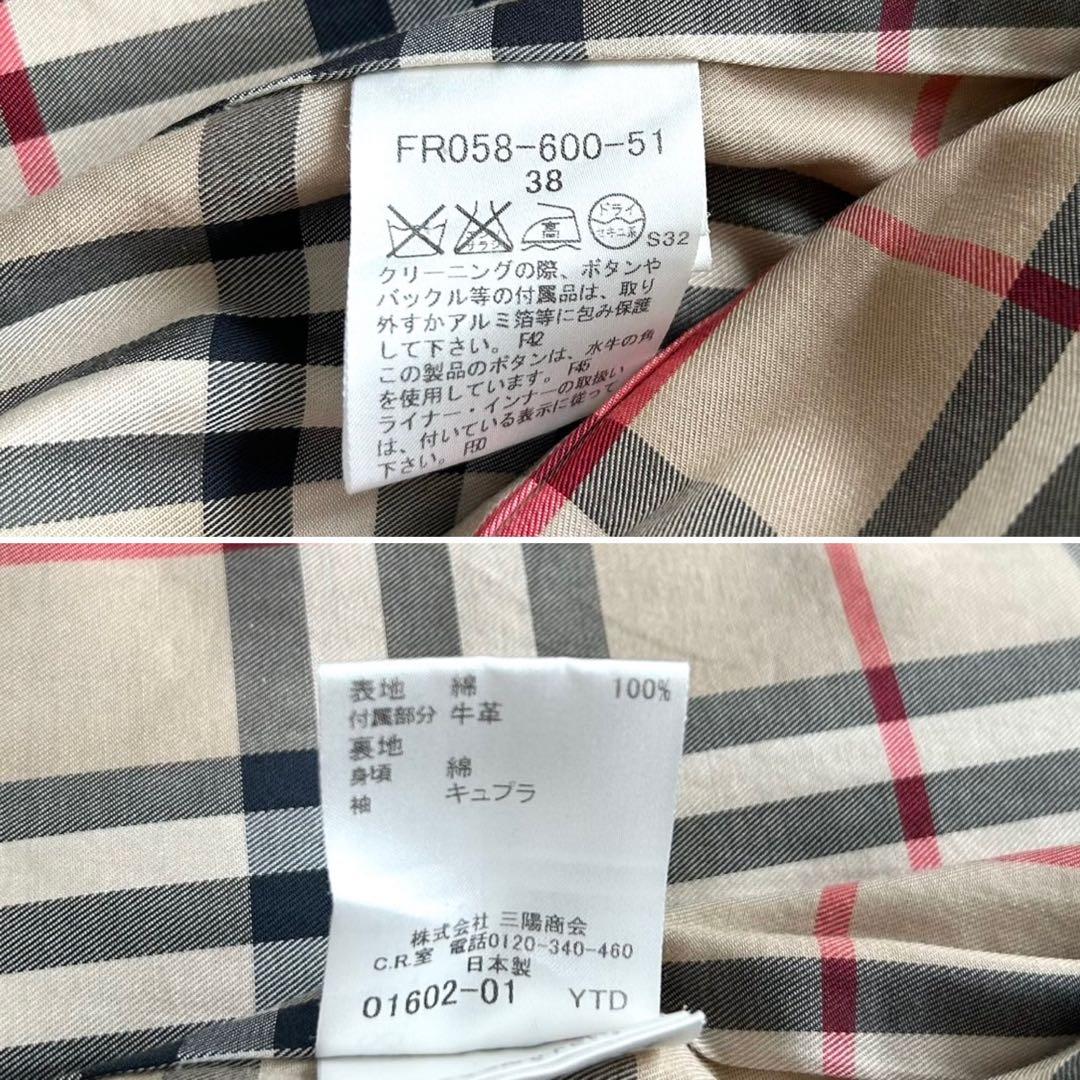 FR058-600-51
38
サラシ 高 ドライ
セキユ系 S32
クリーニングの際、ボタンや
バックル等の付属品は、取り
外すかアルミ箔等に包み保護
して下さい。 F42
この製品のボタンは、水牛の角
を使用しています。 F45
ライナー・インナーの取扱い
は、付いている表示に従って
下さい。 F50
表地 綿 100%
付属部分 牛革
裏地
身頃 綿
袖 キュプラ
株式会社 三陽商会
C.R.室 電話0120-340-460
日本製
01602-01 YTD